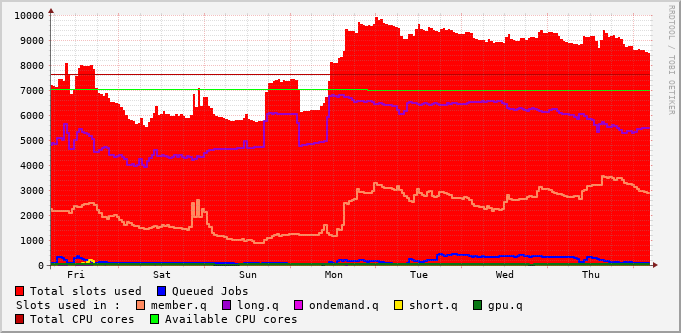 RRDTOOL / TOBI OETIKER
10000
9000
8000
7000
6000
5000
4000
3000
2000
1000
0
Fri Sat Sun Mon Tue Wed Thu
Total slots used Queued Jobs
Slots used in : member.q long.q ondemand.q short.q gpu.q
Total CPU cores Available CPU cores